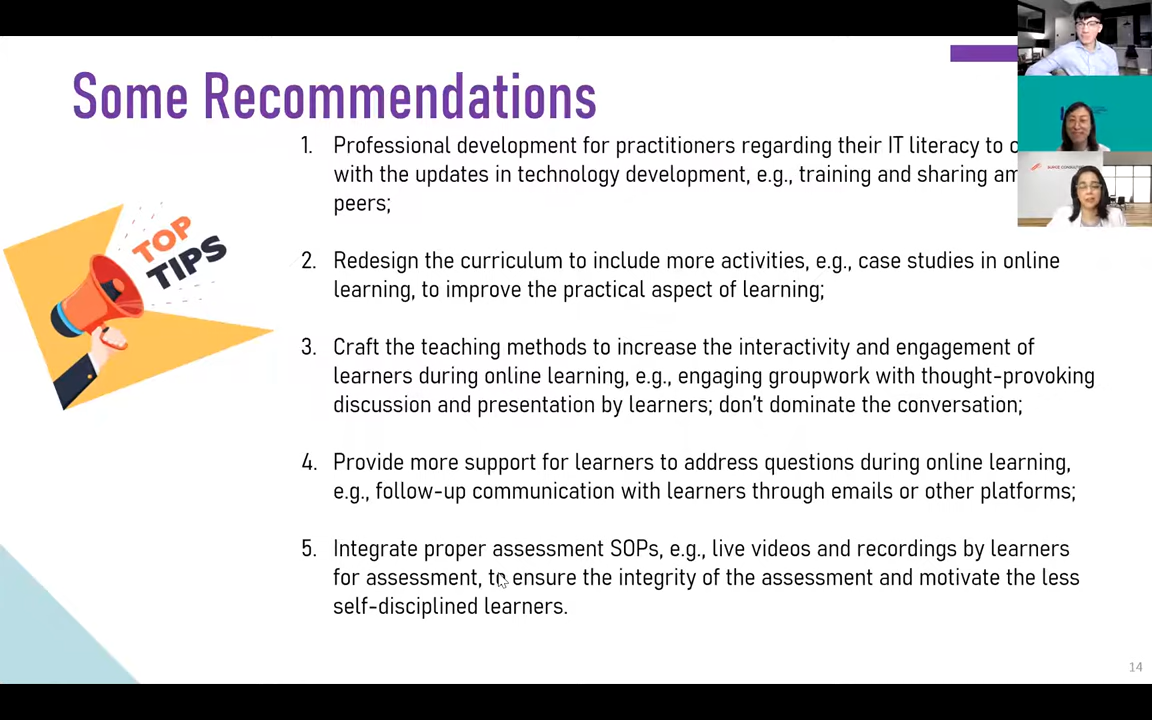 Some Recommendations
TOP
TIPS
1. Professional development for practitioners regarding their IT literacy to
with the updates in technology development, e.g., training and sharing
peers;
2. Redesign the curriculum to include more activities, e.g., case studies in online
learning, to improve the practical aspect of learning;
3. Craft the teaching methods to increase the interactivity and engagement of
learners during online learning, e.g., engaging groupwork with thought-provoking
discussion and presentation by learners; don't dominate the conversation;
4. Provide more support for learners to address questions during online learning,
e.g., follow-up communication with learners through emails or other platforms;
5. Integrate proper assessment SOPs, e.g., live videos and recordings by learners
for assessment, to ensure the integrity of the assessment and motivate the less
self-disciplined learners.
14